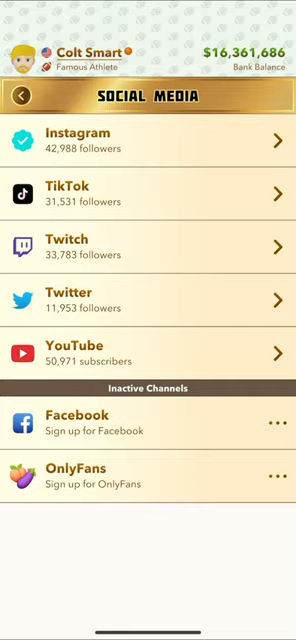 Colt Smart
Famous Athlete
$16,361,686
Bank Balance
SOCIAL MEDIA
Instagram
42,988 followers
TikTok
31,531 followers
Twitch
33,783 followers
Twitter
11,953 followers
YouTube
50,971 subscribers
Inactive Channels
Facebook
Sign up for Facebook
OnlyFans
Sign up for OnlyFans